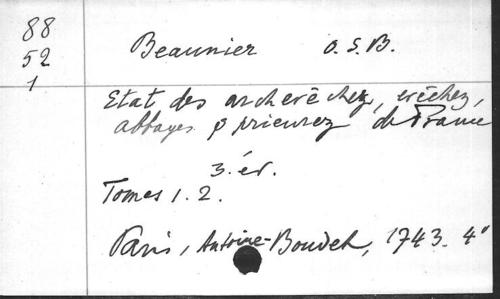 88
52
1
Beaunier O.S.B.
Etat des archevêchez, evêchez,
abbayes & prieurez de France
3. éd.
Tomes 1. 2.
Paris, Antoine-Boudet, 1743. 4°